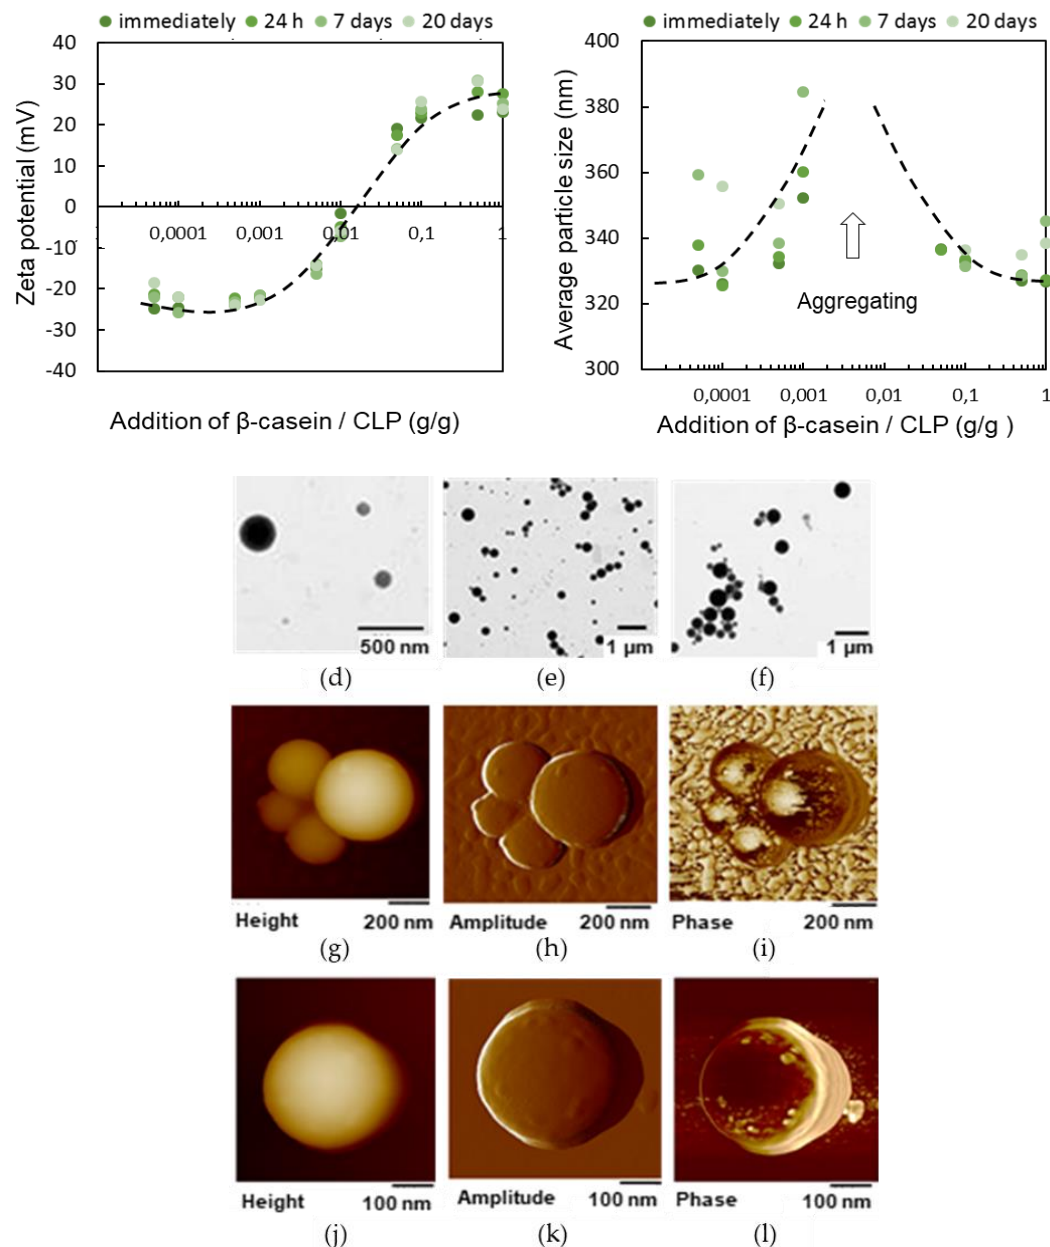 immediately 24 h 7 days 20 days
Zeta potential (mV)
40
30
20
10
0
-10
-20
-30
-40
0,0001 0,001 0,01 0,1 1
Addition of β-casein / CLP (g/g)
immediately 24 h 7 days 20 days
Average particle size (nm)
400
380
360
340
320
300
Aggregating
0,0001 0,001 0,01 0,1 1
Addition of β-casein / CLP (g/g )
500 nm 1 µm 1 µm
(d) (e) (f)
Height 200 nm Amplitude 200 nm Phase 200 nm
(g) (h) (i)
Height 100 nm Amplitude 100 nm Phase 100 nm
(j) (k) (l)